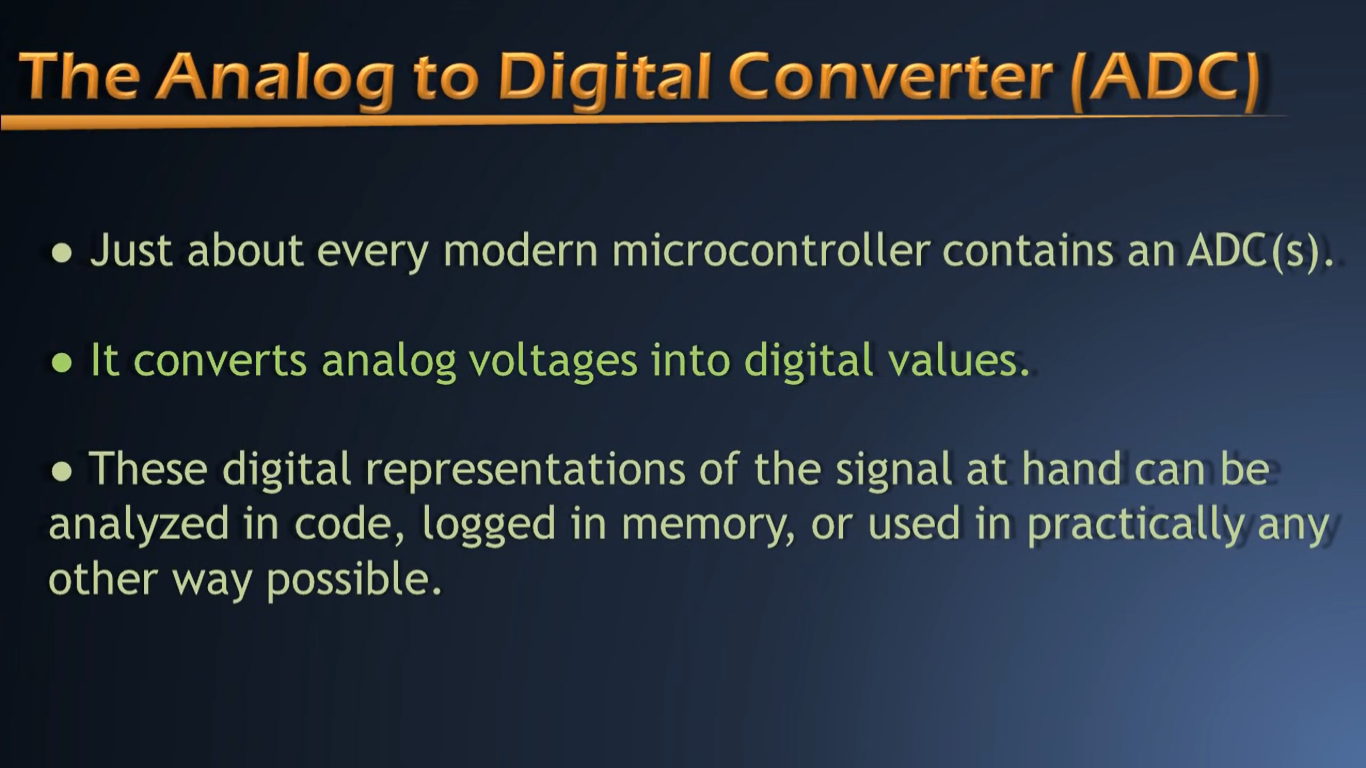 The Analog to Digital Converter (ADC)
● Just about every modern microcontroller contains an ADC(s).
● It converts analog voltages into digital values.
● These digital representations of the signal at hand can be
analyzed in code, logged in memory, or used in practically any
other way possible.